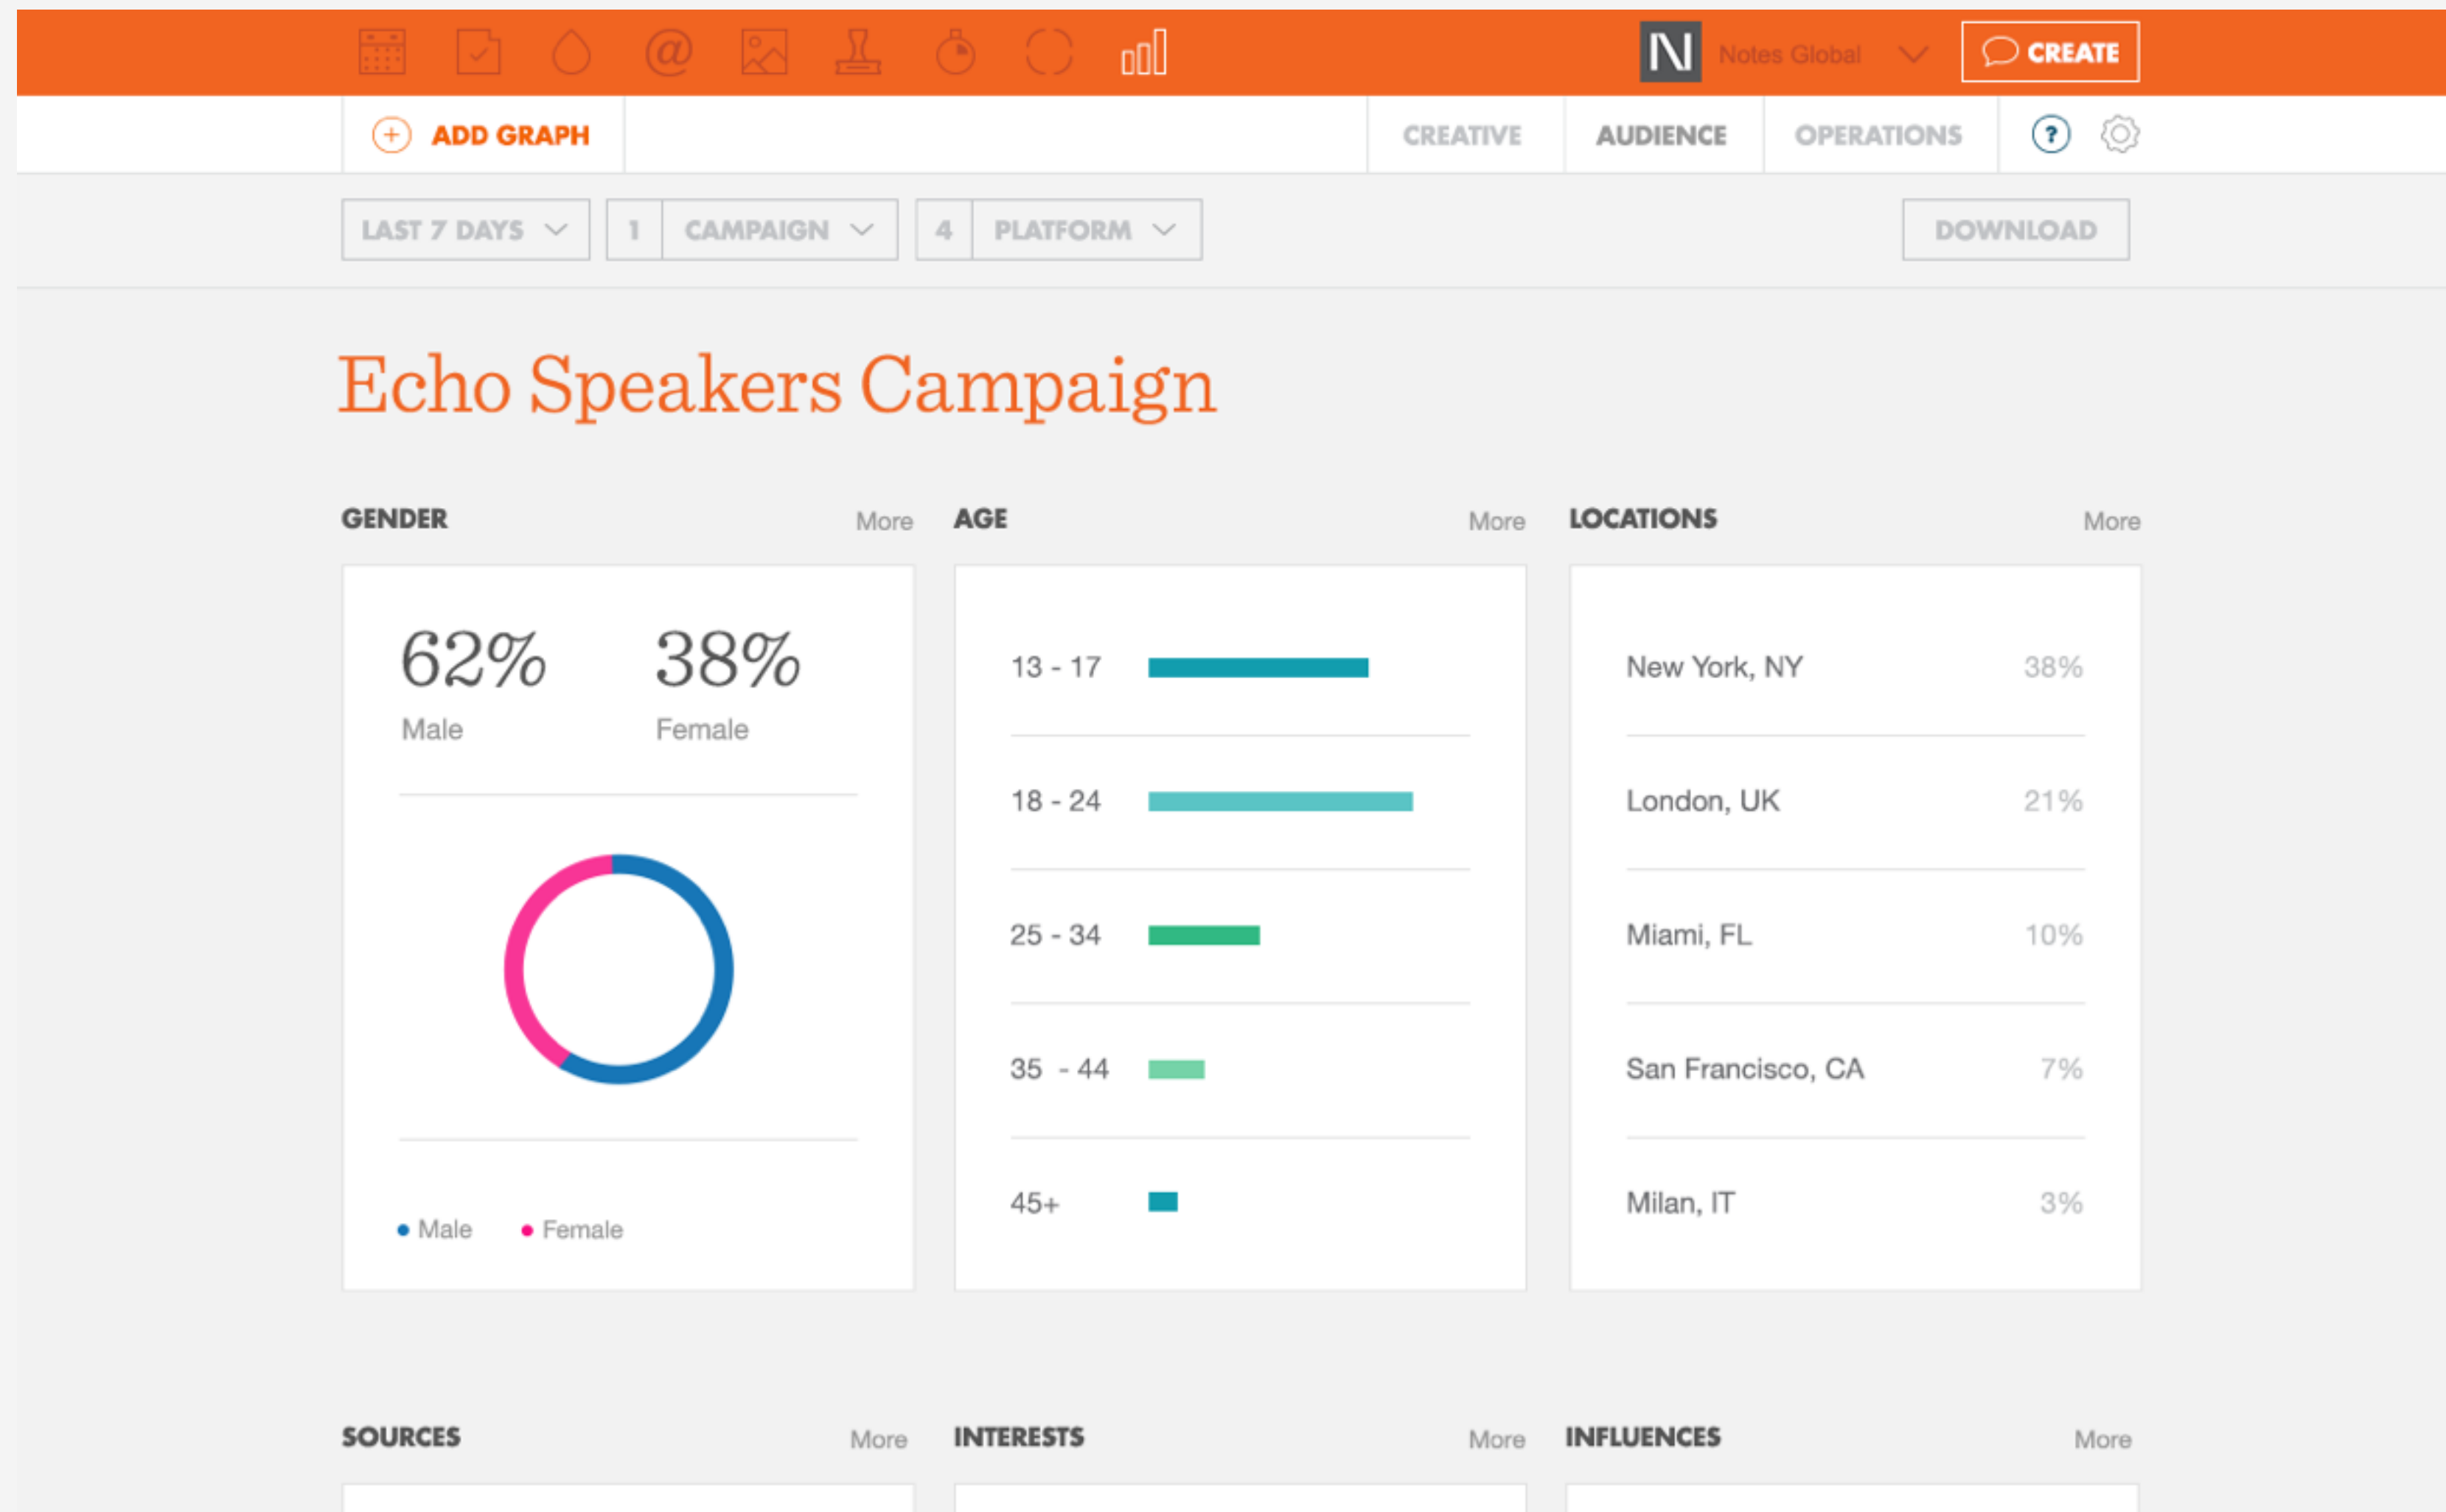 N Notes Global CREATE
ADD GRAPH CREATIVE AUDIENCE OPERATIONS ?
LAST 7 DAYS 1 CAMPAIGN 4 PLATFORM DOWNLOAD
Echo Speakers Campaign
GENDER More
62% 38%
Male Female
Male Female
AGE More
13 - 17
18 - 24
25 - 34
35 - 44
45+
LOCATIONS More
New York, NY 38%
London, UK 21%
Miami, FL 10%
San Francisco, CA 7%
Milan, IT 3%
SOURCES More
INTERESTS More
INFLUENCES More